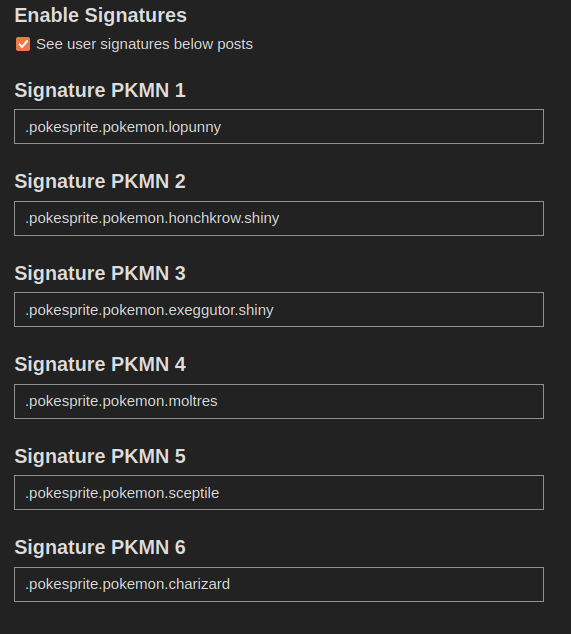 Enable Signatures
See user signatures below posts
Signature PKMN 1
.pokesprite.pokemon.lopunny
Signature PKMN 2
.pokesprite.pokemon.honchkrow.shiny
Signature PKMN 3
.pokesprite.pokemon.exeggutor.shiny
Signature PKMN 4
.pokesprite.pokemon.moltres
Signature PKMN 5
.pokesprite.pokemon.sceptile
Signature PKMN 6
.pokesprite.pokemon.charizard